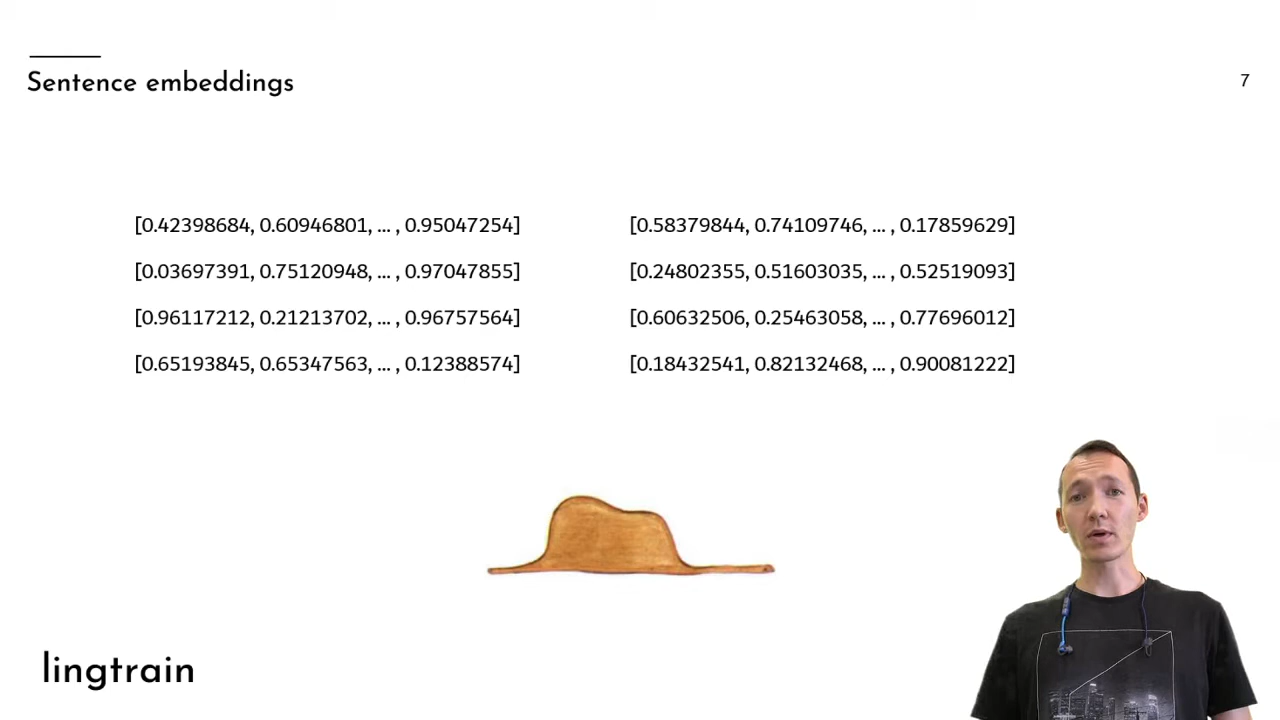 Sentence embeddings
7
[0.42398684, 0.60946801, ... , 0.95047254]
[0.03697391, 0.75120948, ... , 0.97047855]
[0.96117212, 0.21213702, ... , 0.96757564]
[0.65193845, 0.65347563, ... , 0.12388574]
[0.58379844, 0.74109746, ... , 0.17859629]
[0.24802355, 0.51603035, ... , 0.52519093]
[0.60632506, 0.25463058, ... , 0.77696012]
[0.18432541, 0.82132468, ... , 0.90081222]
lingtrain